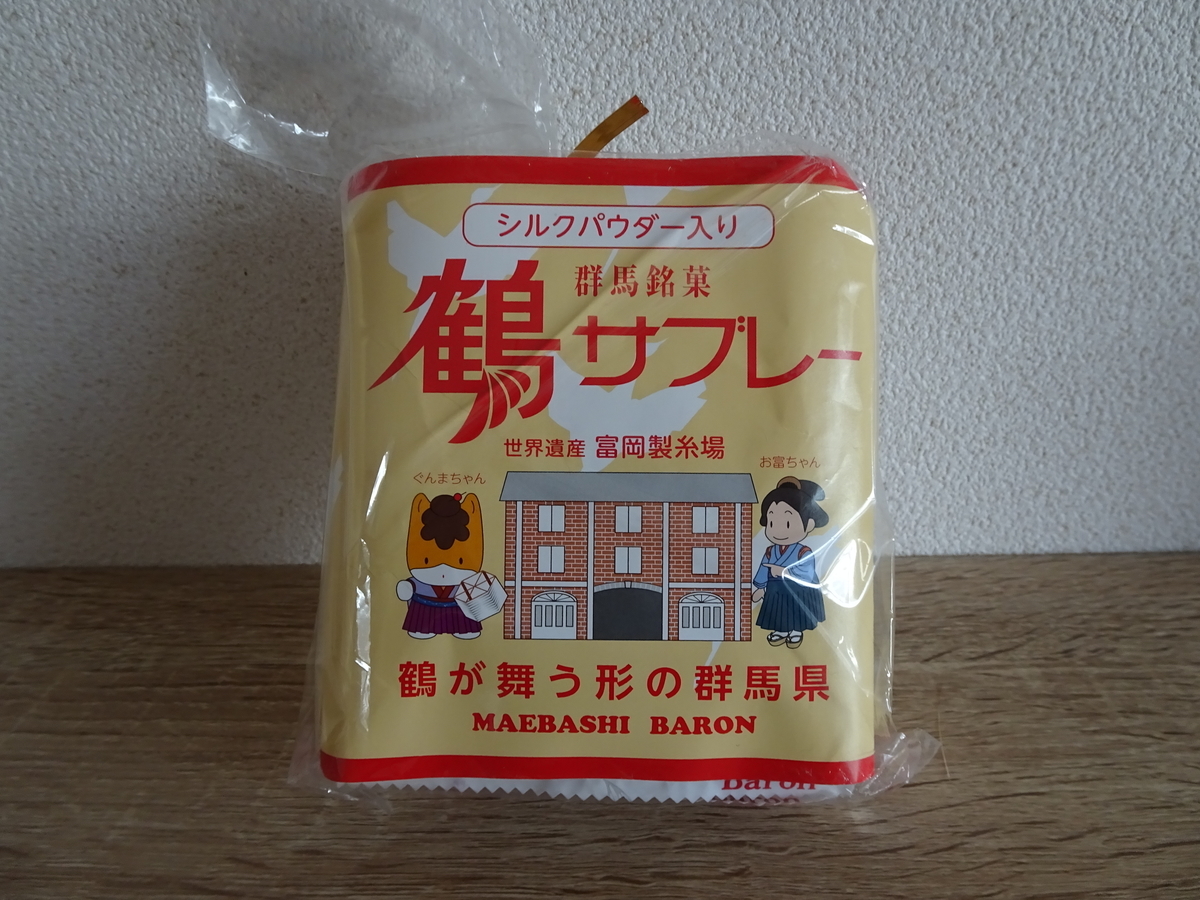 シルクパウダー入り
群馬銘菓
鶴サブレー
世界遺産 富岡製糸場
ぐんまちゃん
お富ちゃん
鶴が舞う形の群馬県
MAEBASHI BARON
Baron